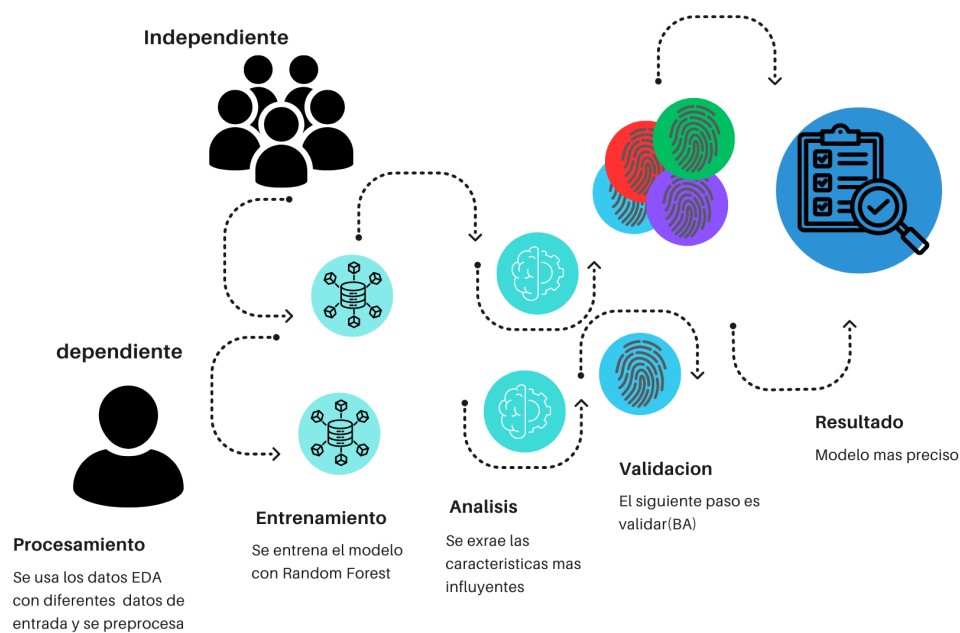 Independiente
dependiente
Procesamiento
Se usa los datos EDA
con diferentes datos de
entrada y se preprocesa
Entrenamiento
Se entrena el modelo
con Random Forest
Analisis
Se exrae las
caracteristicas mas
influyentes
Validacion
El siguiente paso es
validar(BA)
Resultado
Modelo mas preciso